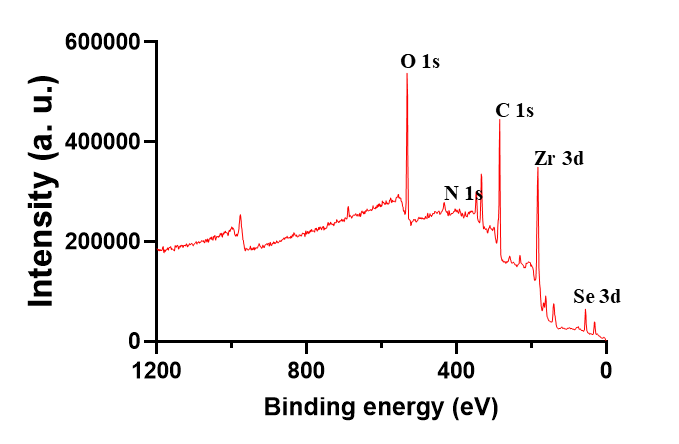 Intensity (a. u.)
600000
400000
200000
0
O 1s
C 1s
Zr 3d
N 1s
Se 3d
1200
800
400
0
Binding energy (eV)